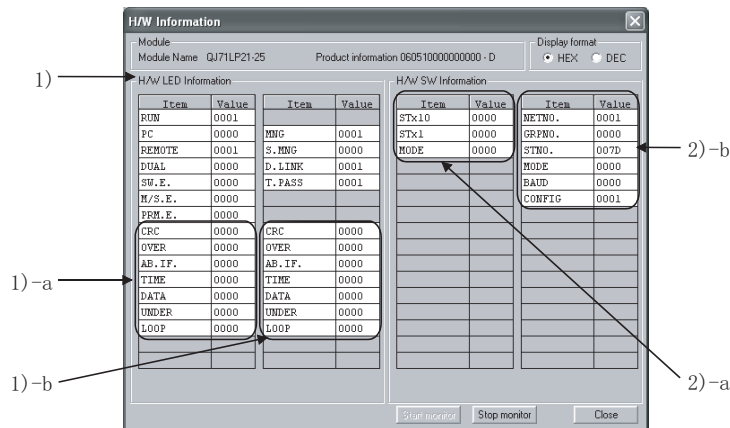 H/W Information
Module
Module Name QJ71LP21-25 Product information 060510000000000 - D
Display format
HEX DEC
1)
H/W LED Information
Item Value Item Value
RUN 0001
PC 0000 MNG 0001
REMOTE 0001 S.MNG 0000
DUAL 0000 D.LINK 0001
SW.E. 0000 T.PASS 0001
M/S.E. 0000
PRM.E. 0000
CRC 0000 CRC 0000
OVER 0000 OVER 0000
AB.IF. 0000 AB.IF. 0000
TIME 0000 TIME 0000
DATA 0000 DATA 0000
UNDER 0000 UNDER 0000
LOOP 0000 LOOP 0000
1)-a
1)-b
H/W SW Information
Item Value Item Value
STx10 0000 NETNO. 0001
STx1 0000 GRPNO. 0000
MODE 0000 STNO. 007D
MODE 0000
BAUD 0000
CONFIG 0001
2)-b
2)-a
Start monitor Stop monitor Close